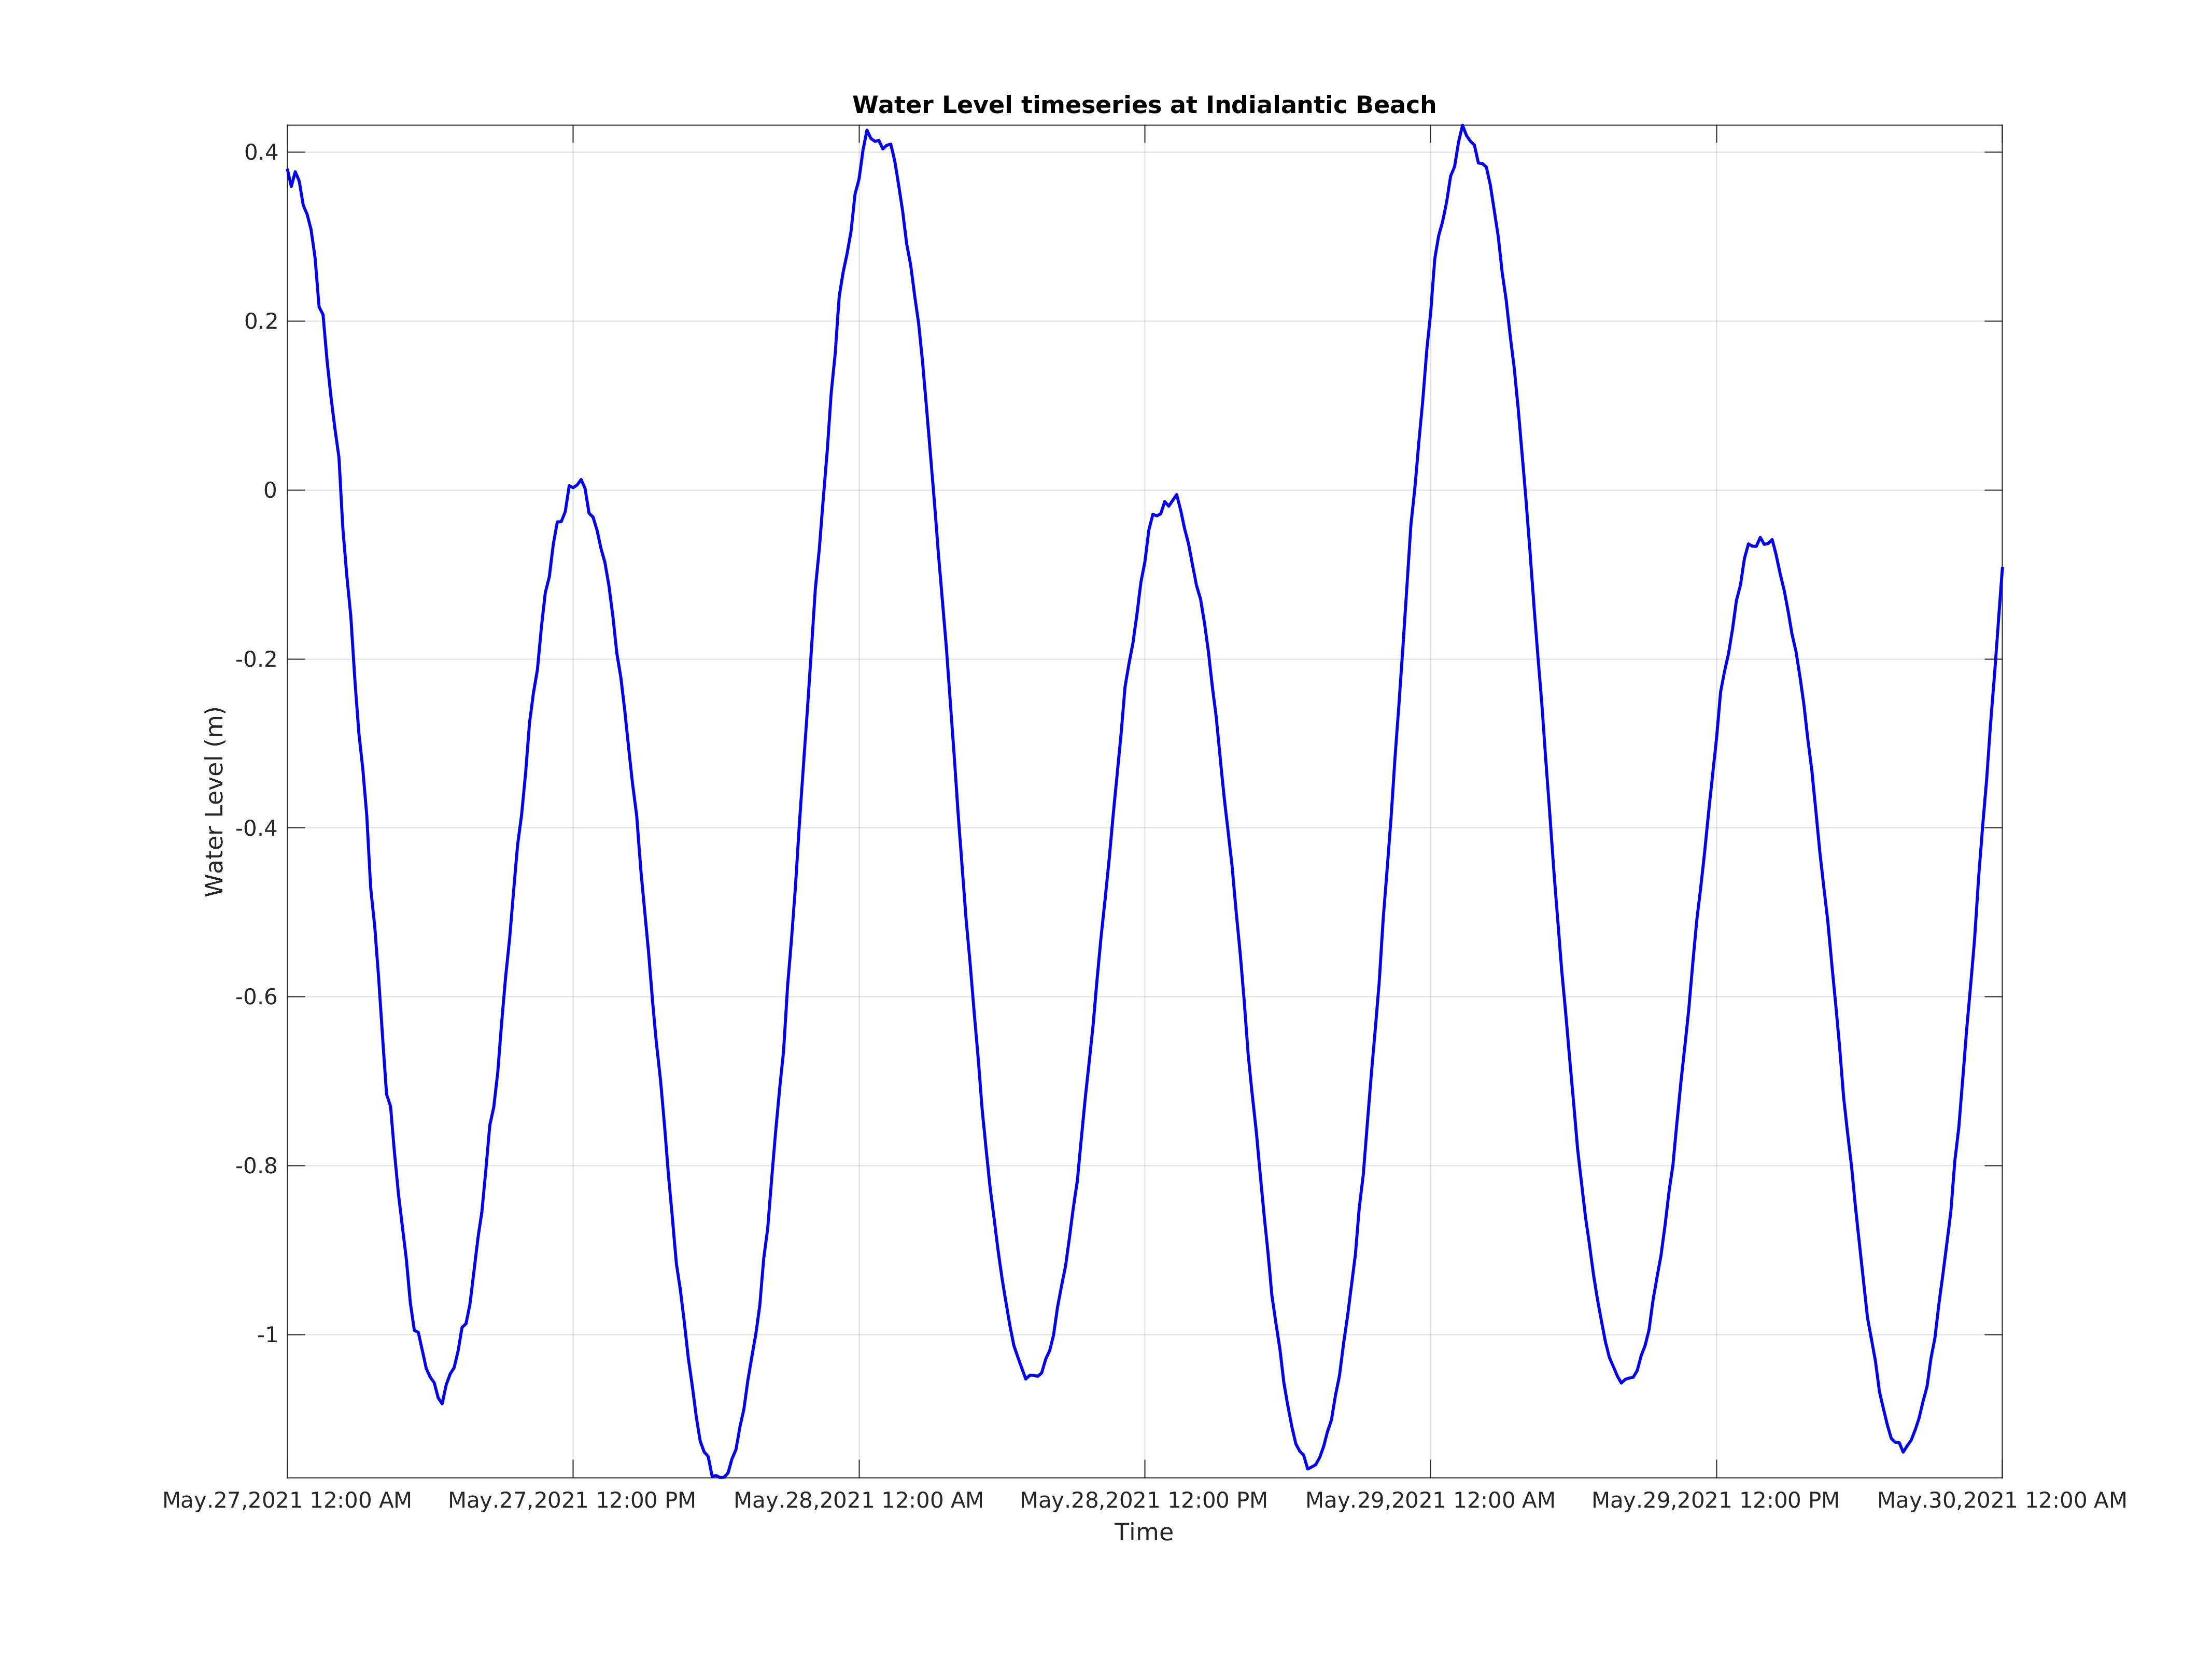 Water Level timeseries at Indialantic Beach
0.4
0.2
0
-0.2
-0.4
-0.6
-0.8
-1
Water Level (m)
May.27,2021 12:00 AM May.27,2021 12:00 PM May.28,2021 12:00 AM May.28,2021 12:00 PM May.29,2021 12:00 AM May.29,2021 12:00 PM May.30,2021 12:00 AM
Time